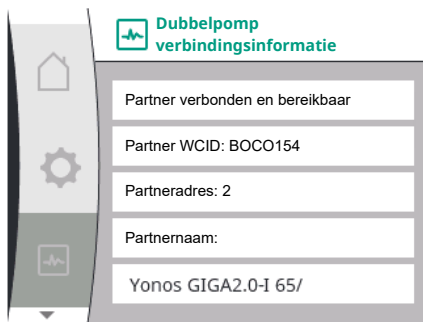 Dubbelpomp
verbindingsinformatie
Partner verbonden en bereikbaar
Partner WCID: BOCO154
Partneradres: 2
Partnernaam:
Yonos GIGA2.0-I 65/